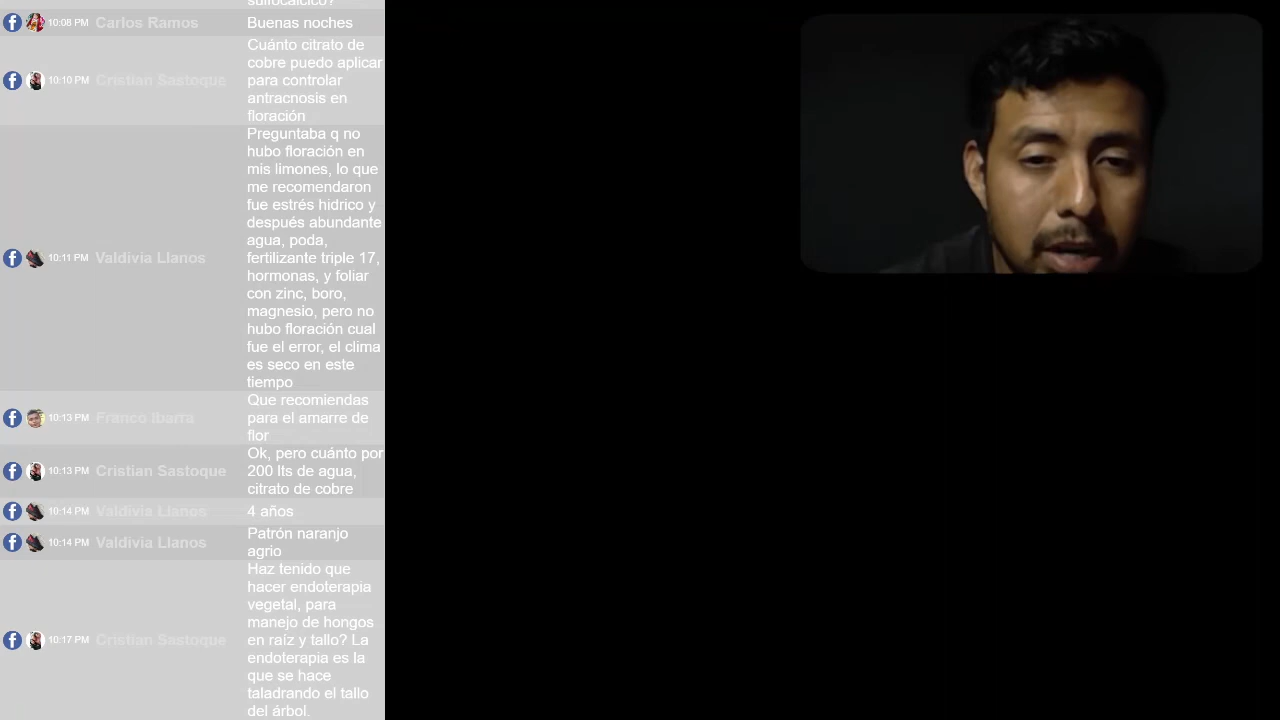 sulfocálcico?
10:08 PM Carlos Ramos Buenas noches
Cuánto citrato de
cobre puedo aplicar
10:10 PM Cristian Sastoque para controlar
antracnosis en
floración
Preguntaba q no
hubo floración en
mis limones, lo que
me recomendaron
fue estrés hidrico y
después abundante
agua, poda,
10:11 PM Valdivia Llanos fertilizante triple 17,
hormonas, y foliar
con zinc, boro,
magnesio, pero no
hubo floración cual
fue el error, el clima
es seco en este
tiempo
Que recomiendas
10:13 PM Franco Ibarra para el amarre de
flor
Ok, pero cuánto por
10:13 PM Cristian Sastoque 200 lts de agua,
citrato de cobre
10:14 PM Valdivia Llanos 4 años
Patrón naranjo
10:14 PM Valdivia Llanos agrio
Haz tenido que
hacer endoterapia
vegetal, para
manejo de hongos
10:17 PM Cristian Sastoque en raíz y tallo? La
endoterapia es la
que se hace
taladrando el tallo
del árbol.